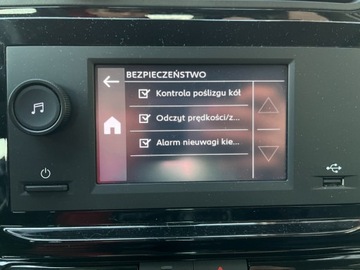 BEZPIECZEŃSTWO
Kontrola poślizgu kół
Odczyt prędkości/z...
Alarm nieuwagi kie...